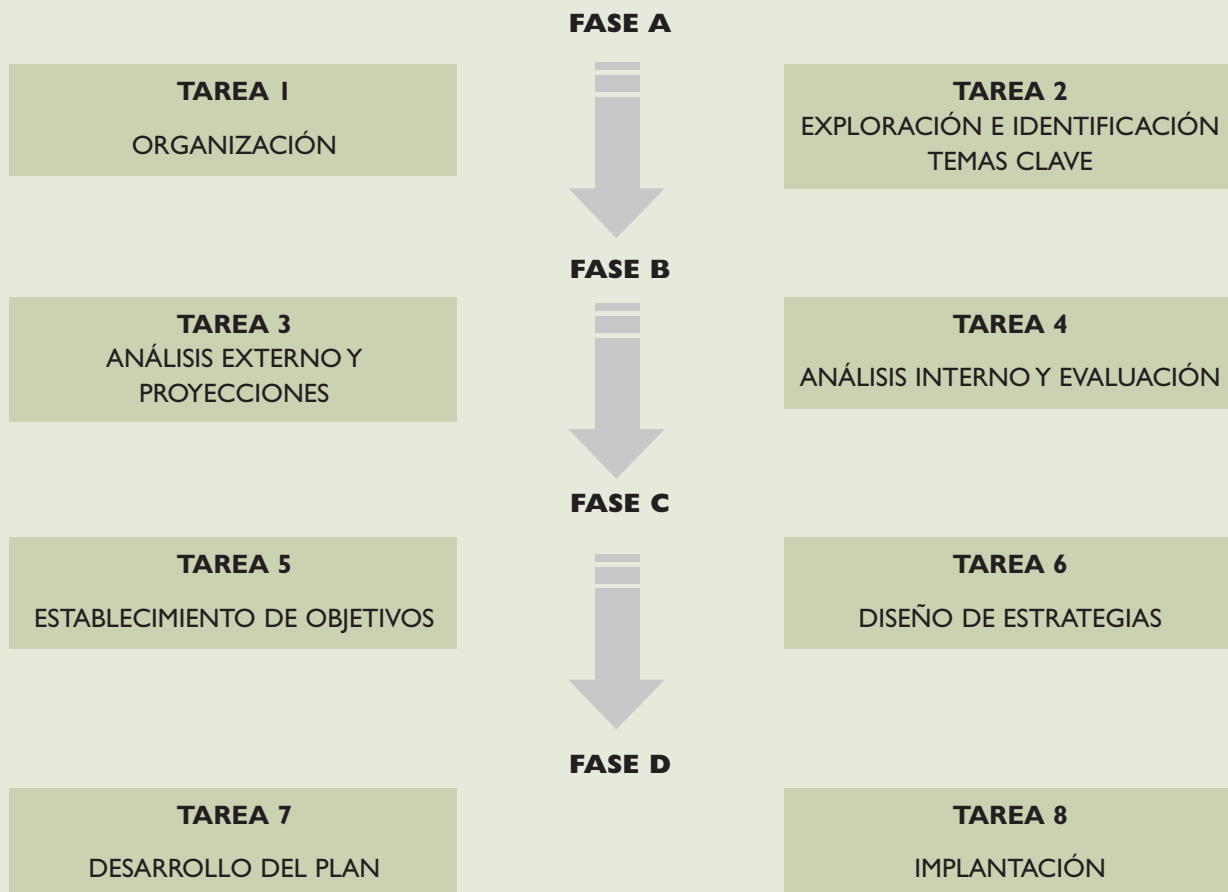 FASE A
TAREA 1
ORGANIZACIÓN
TAREA 2
EXPLORACIÓN E IDENTIFICACIÓN
TEMAS CLAVE
FASE B
TAREA 3
ANÁLISIS EXTERNO Y
PROYECCIONES
TAREA 4
ANÁLISIS INTERNO Y EVALUACIÓN
FASE C
TAREA 5
ESTABLECIMIENTO DE OBJETIVOS
TAREA 6
DISEÑO DE ESTRATEGIAS
FASE D
TAREA 7
DESARROLLO DEL PLAN
TAREA 8
IMPLANTACIÓN